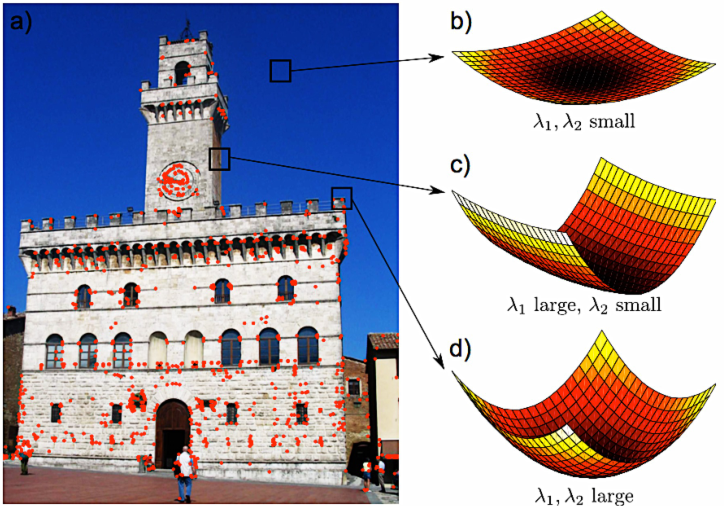 a)
b)
λ₁, λ₂ small
c)
λ₁ large, λ₂ small
d)
λ₁, λ₂ large